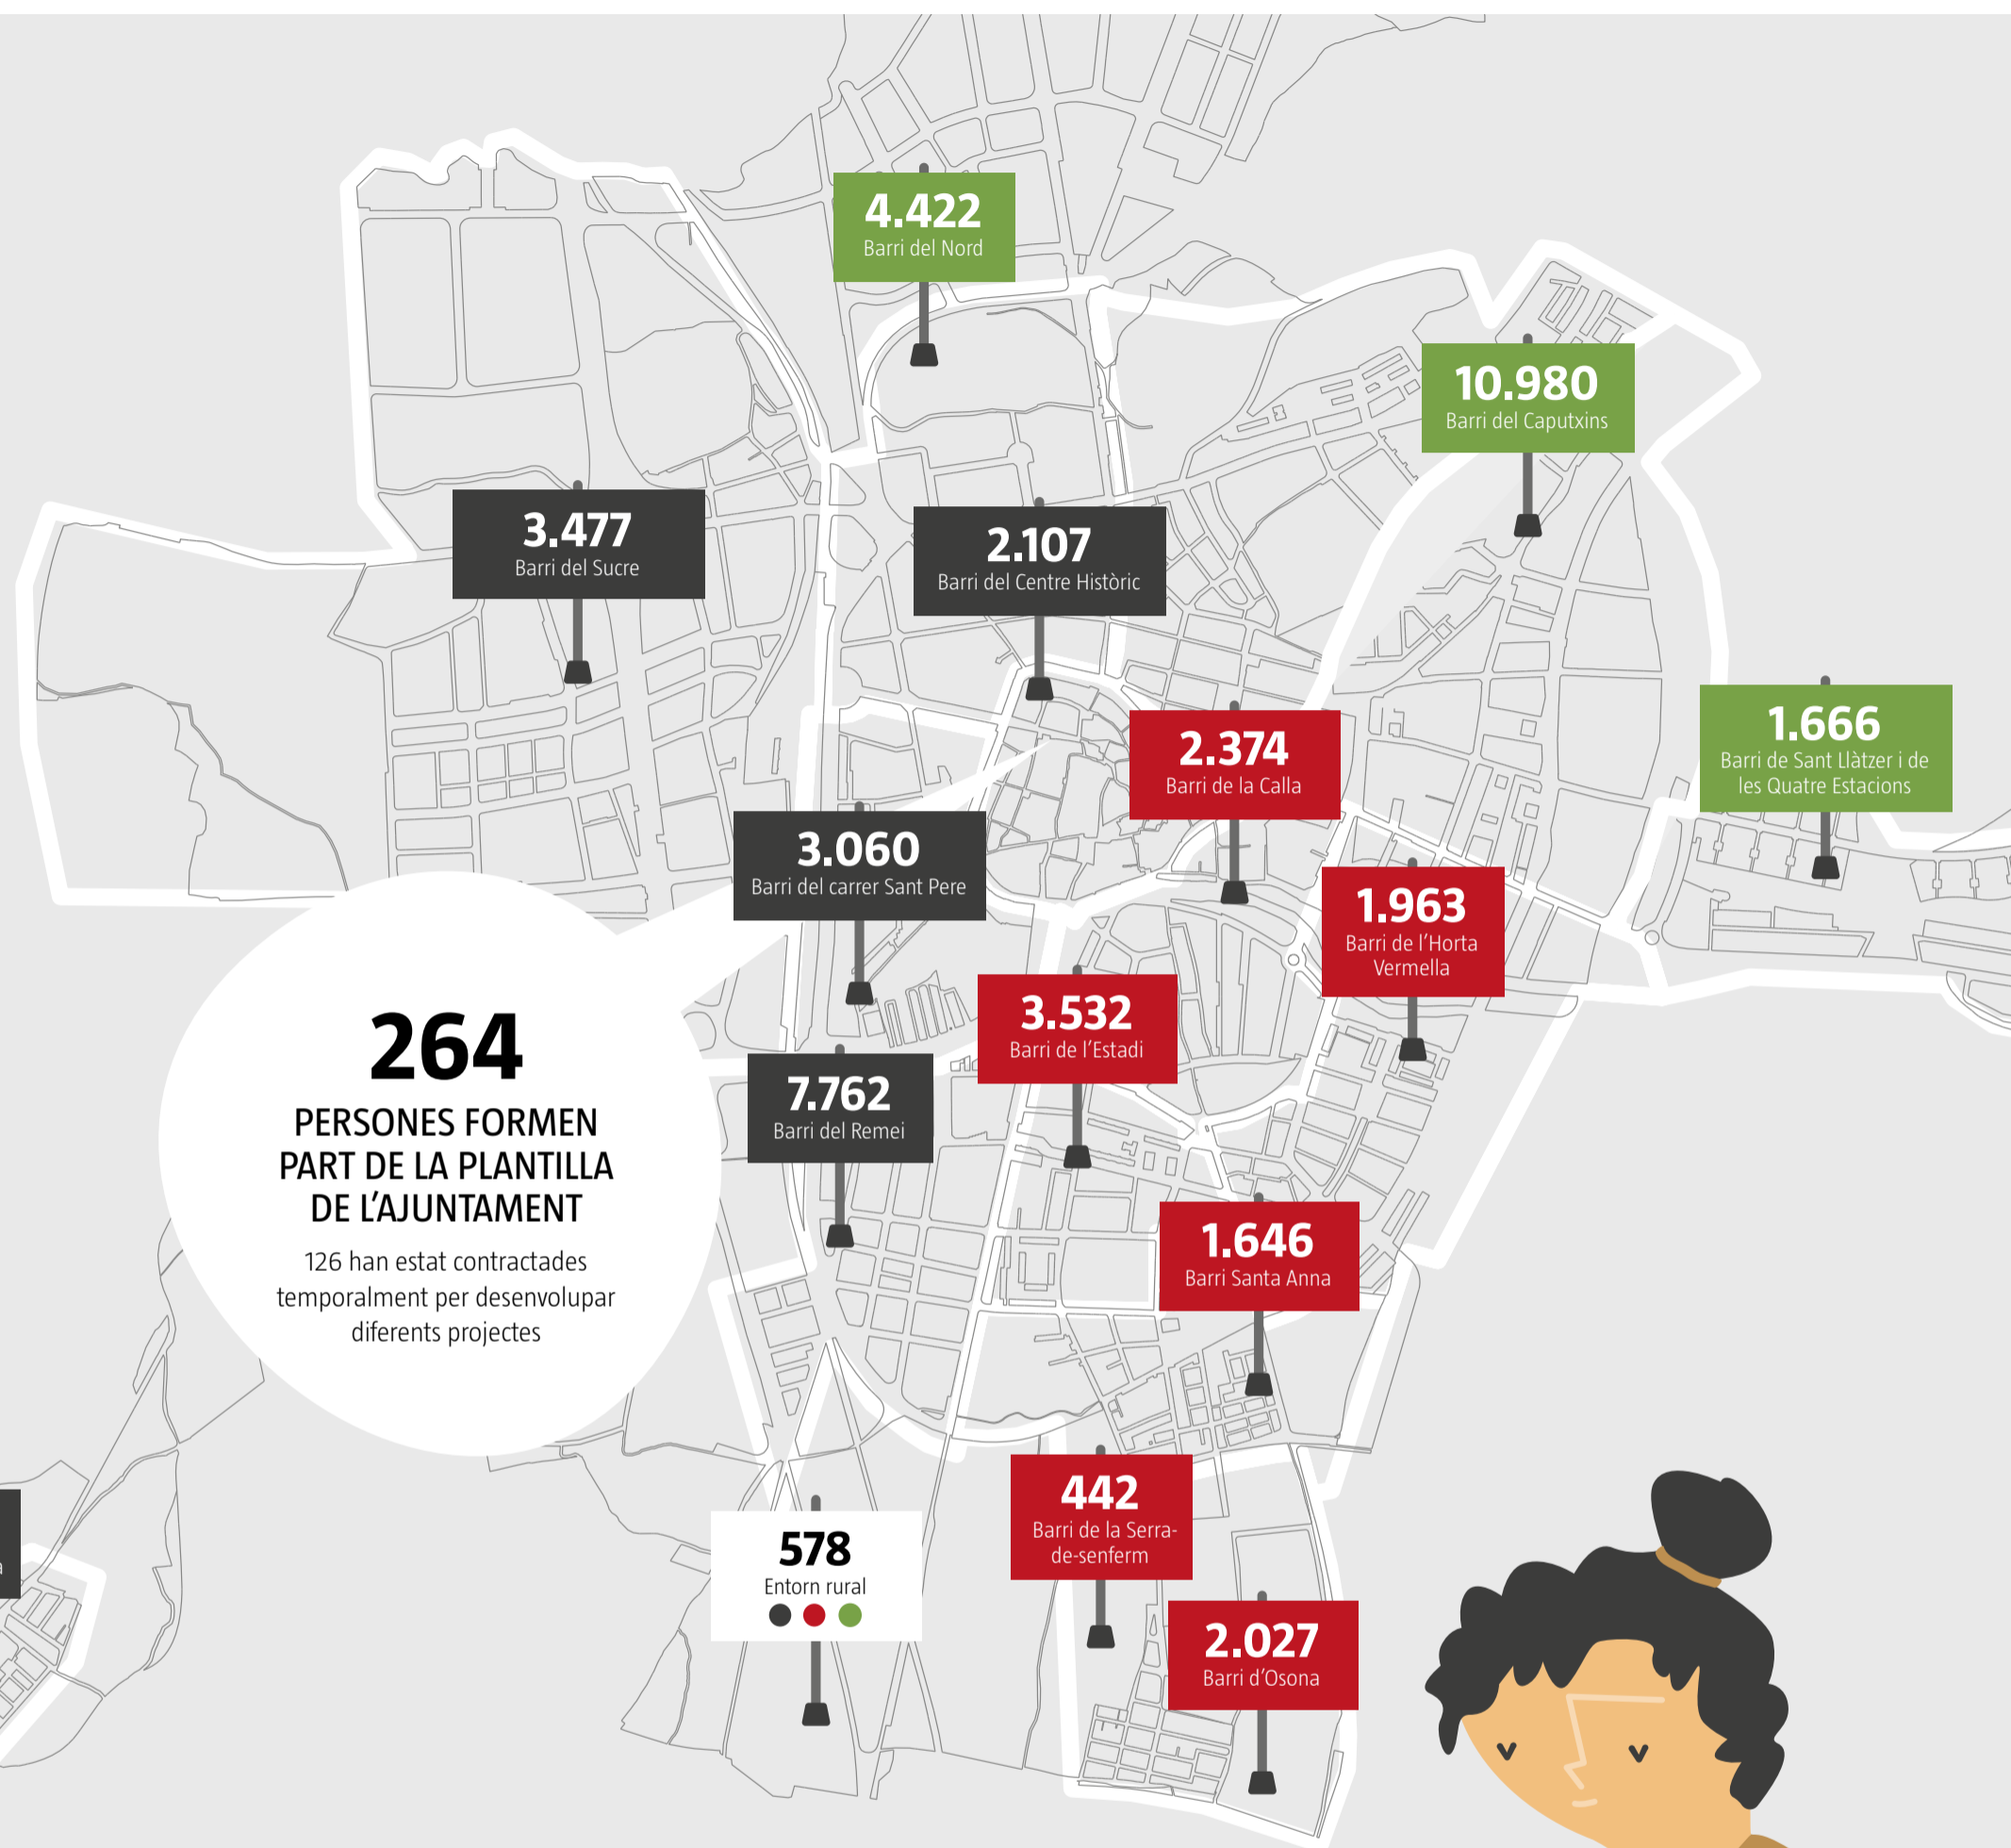 4.422
Barri del Nord
10.980
Barri del Caputxins
3.477
Barri del Sucre
2.107
Barri del Centre Històric
1.666
Barri de Sant Llàtzer i de
les Quatre Estacions
2.374
Barri de la Calla
3.060
Barri del carrer Sant Pere
1.963
Barri de l'Horta
Vermella
3.532
Barri de l'Estadi
7.762
Barri del Remei
264
PERSONES FORMEN
PART DE LA PLANTILLA
DE L'AJUNTAMENT
126 han estat contractades
temporalment per desenvolupar
diferents projectes
1.646
Barri Santa Anna
442
Barri de la Serra-
de-senferm
578
Entorn rural
2.027
Barri d'Osona